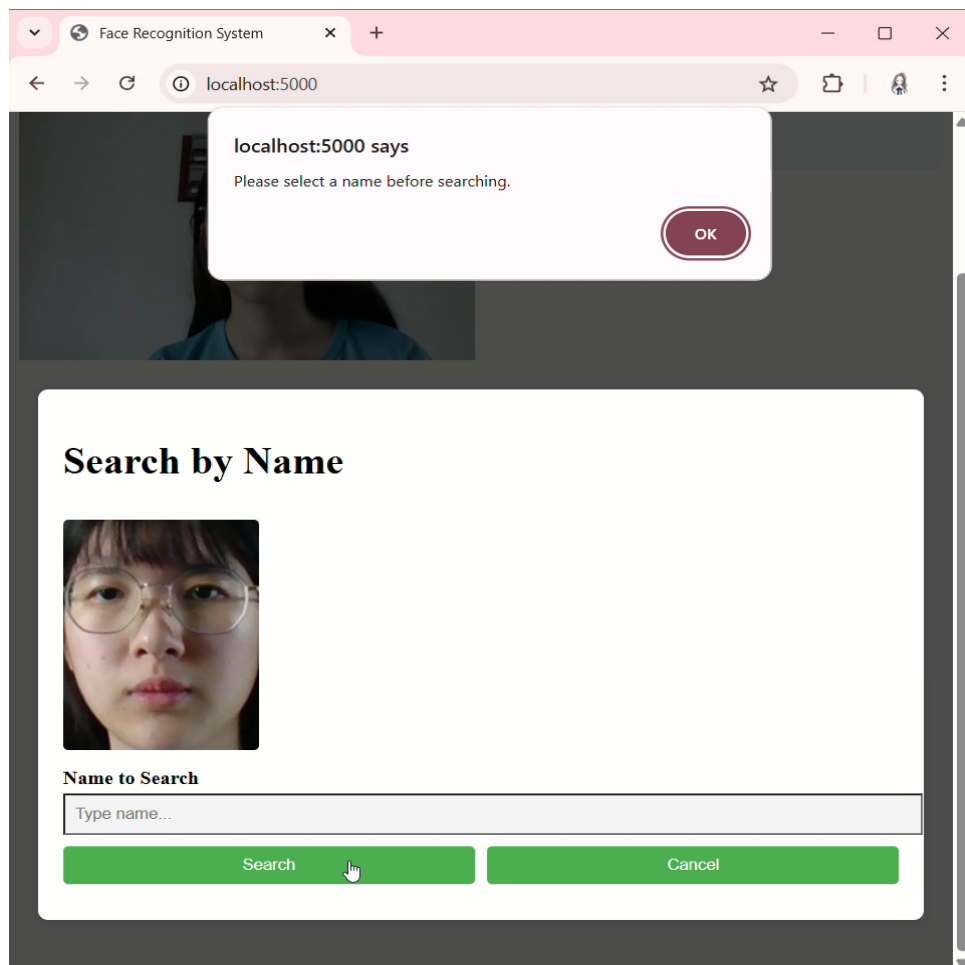 Face Recognition System
localhost:5000
localhost:5000 says
Please select a name before searching.
OK
Search by Name
Name to Search
Type name...
Search
Cancel